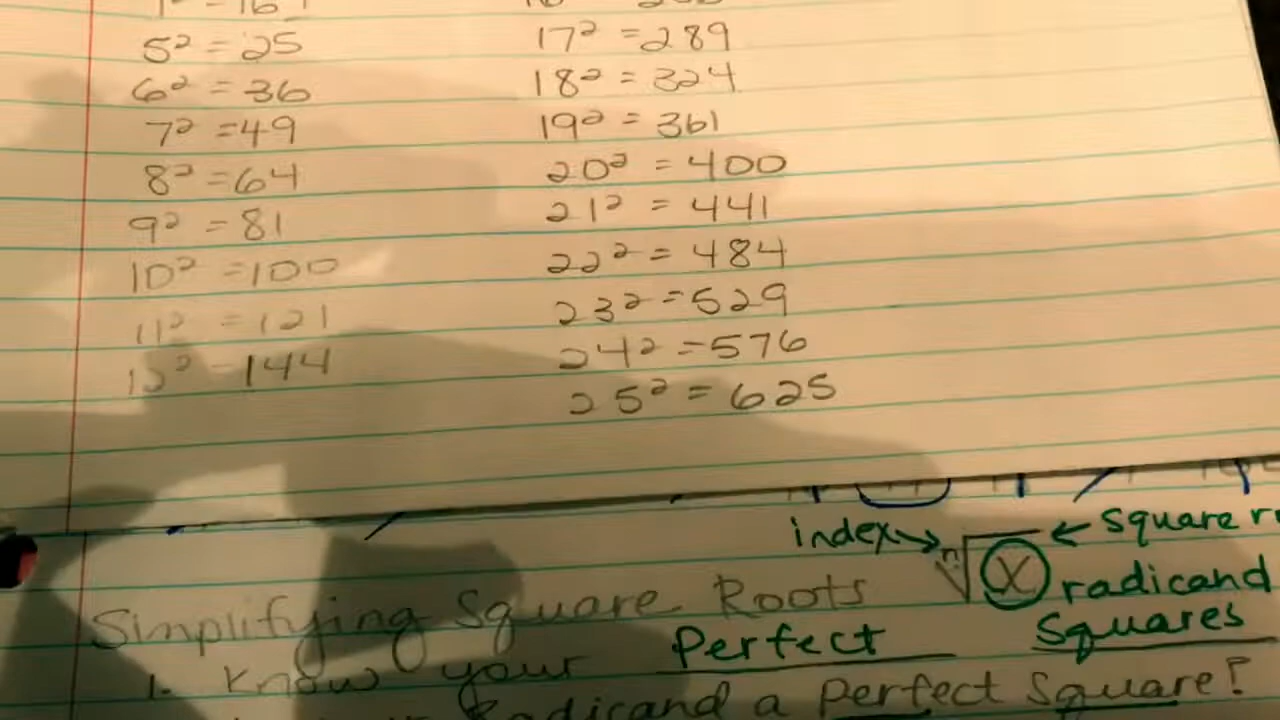 5² = 25
6² = 36
7² = 49
8² = 64
9² = 81
10² = 100
11² = 121
12² = 144
17² = 289
18² = 324
19² = 361
20² = 400
21² = 441
22² = 484
23² = 529
24² = 576
25² = 625
index→ ⁿ√x ← Square
radicand
Simplifying Square Roots
1. Know your Perfect Squares
Radicand a Perfect Square?